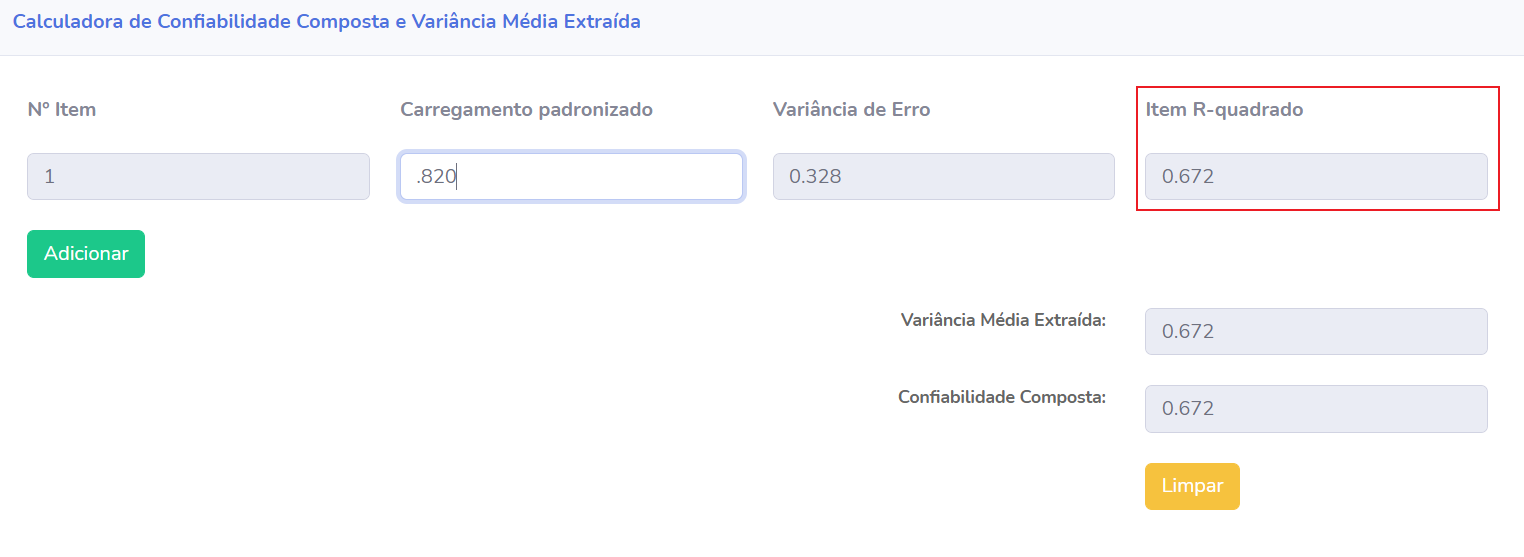 Calculadora de Confiabilidade Composta e Variância Média Extraída
Nº Item Carregamento padronizado Variância de Erro Item R-quadrado
1 .820 0.328 0.672
Adicionar
Variância Média Extraída: 0.672
Confiabilidade Composta: 0.672
Limpar